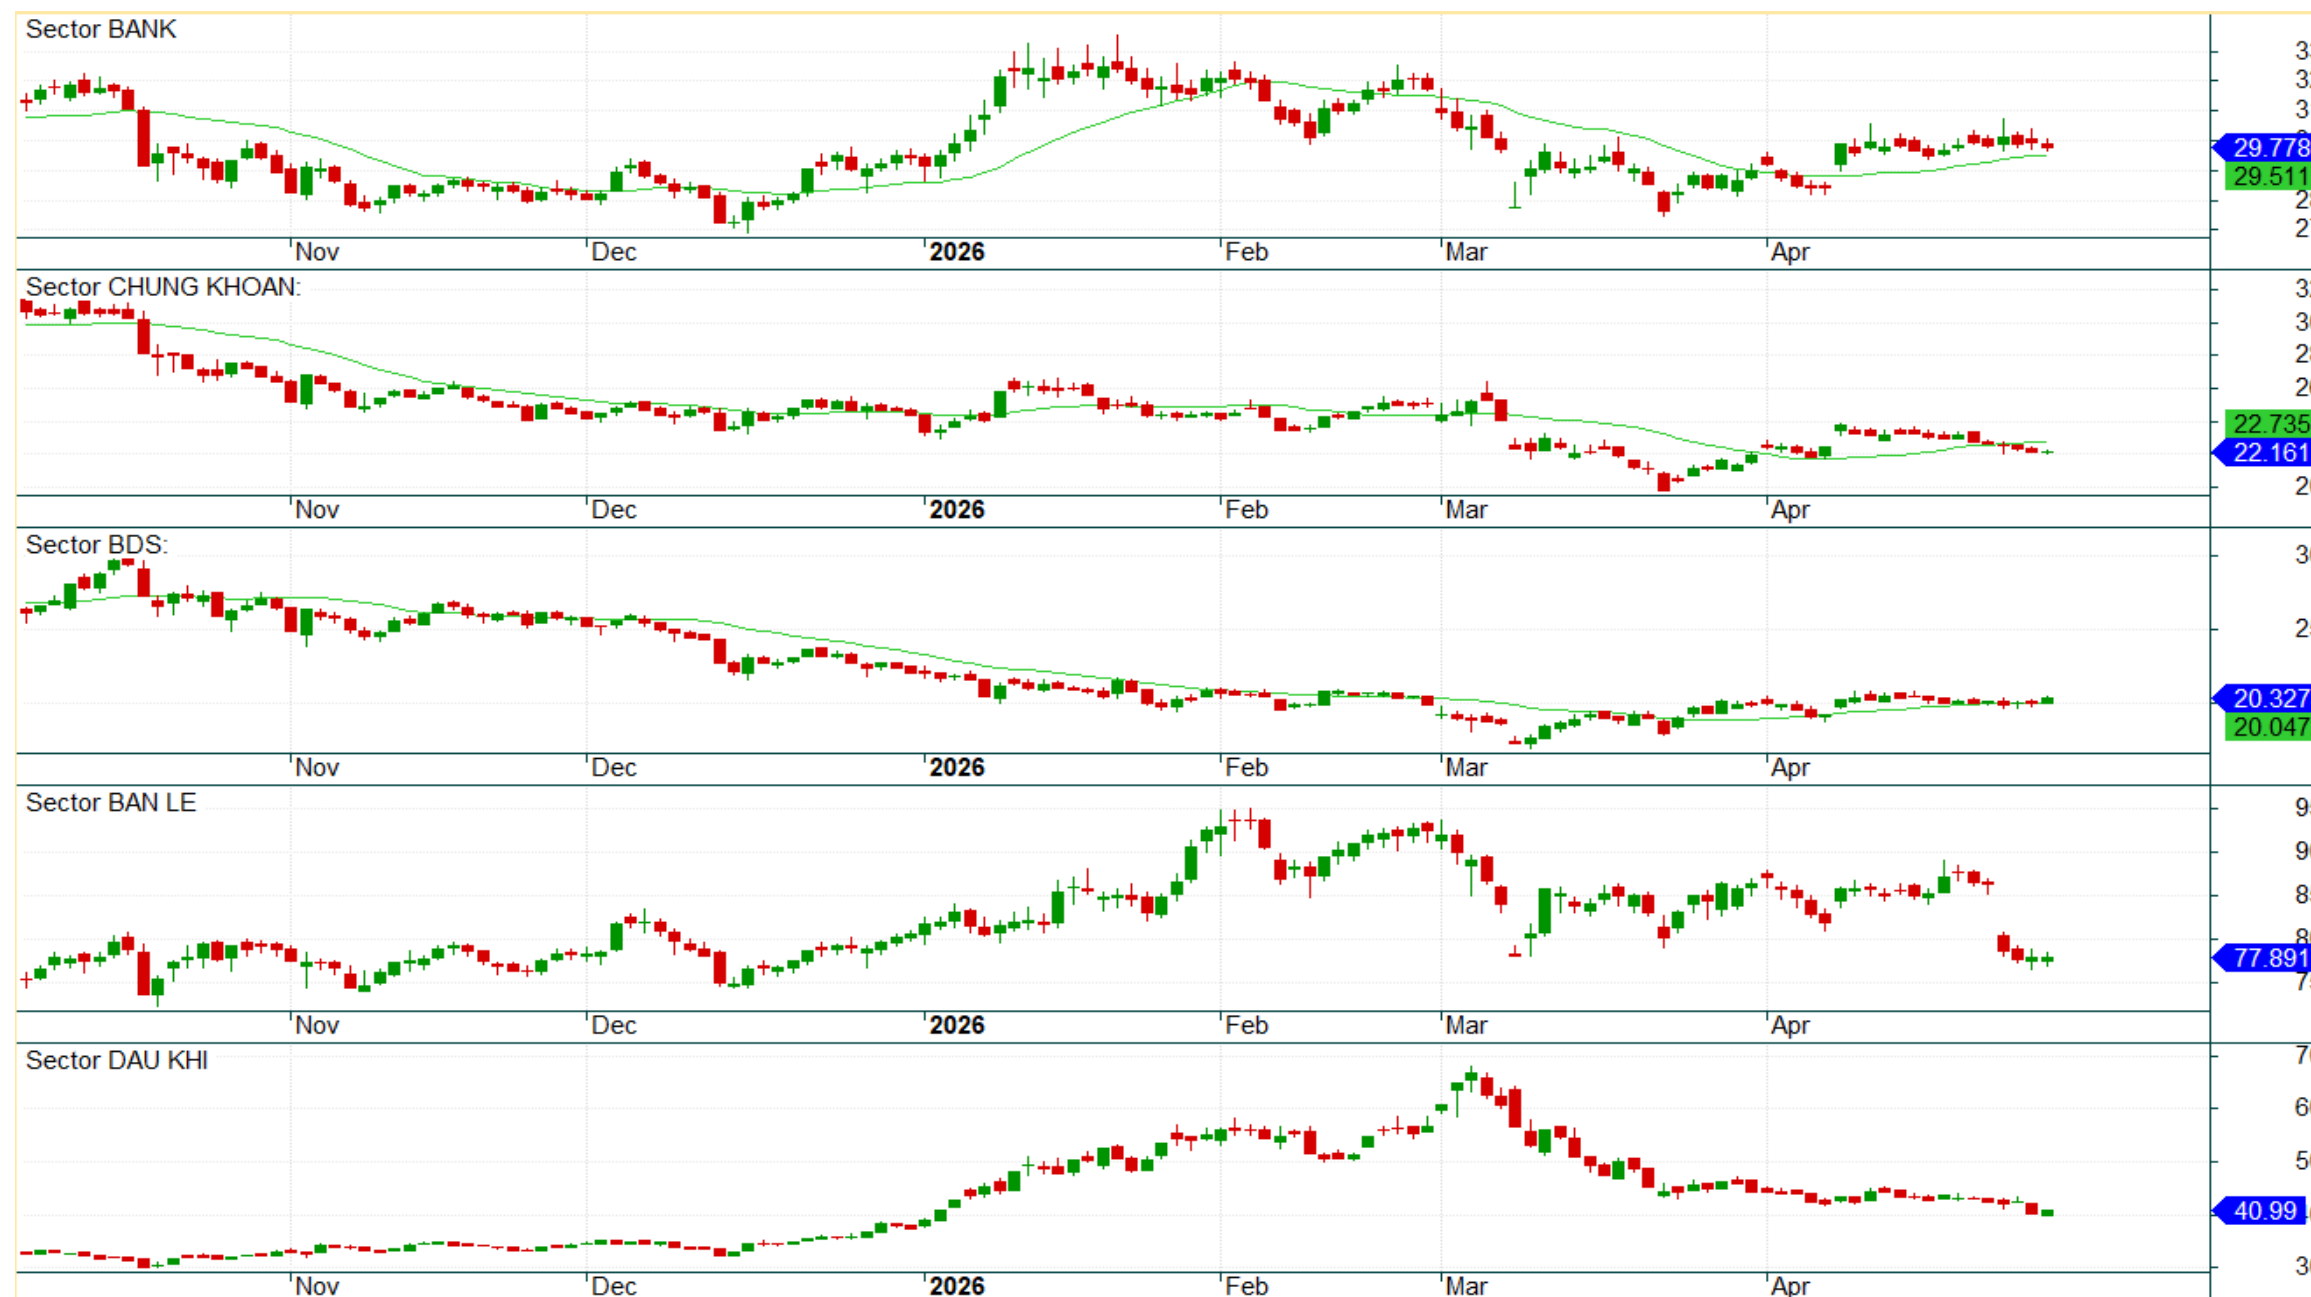 Sector BANK
29.778
29.511
Nov Dec 2026 Feb Mar Apr
Sector CHUNG KHOAN:
22.735
22.161
Nov Dec 2026 Feb Mar Apr
Sector BDS:
20.327
20.047
Nov Dec 2026 Feb Mar Apr
Sector BAN LE
77.891
Nov Dec 2026 Feb Mar Apr
Sector DAU KHI
40.99
Nov Dec 2026 Feb Mar Apr